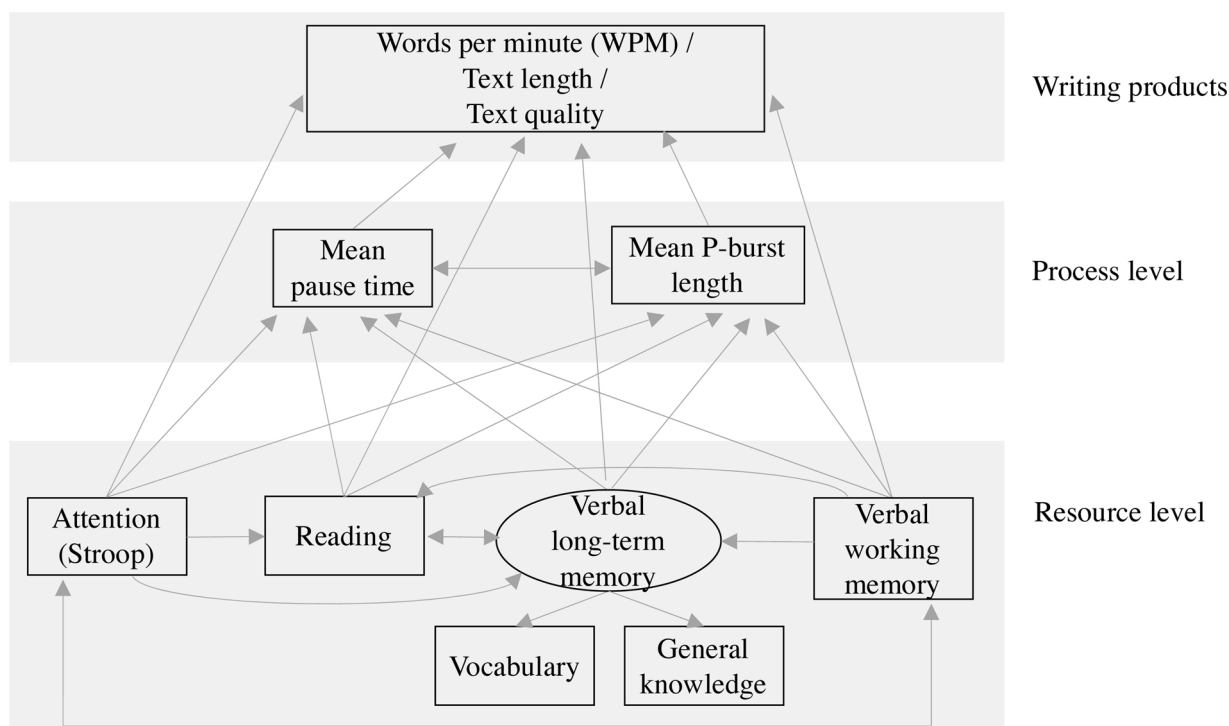 Words per minute (WPM) /
Text length /
Text quality
Writing products
Mean
pause time
Mean P-burst
length
Process level
Attention
(Stroop)
Reading
Verbal
long-term
memory
Verbal
working
memory
Resource level
Vocabulary
General
knowledge